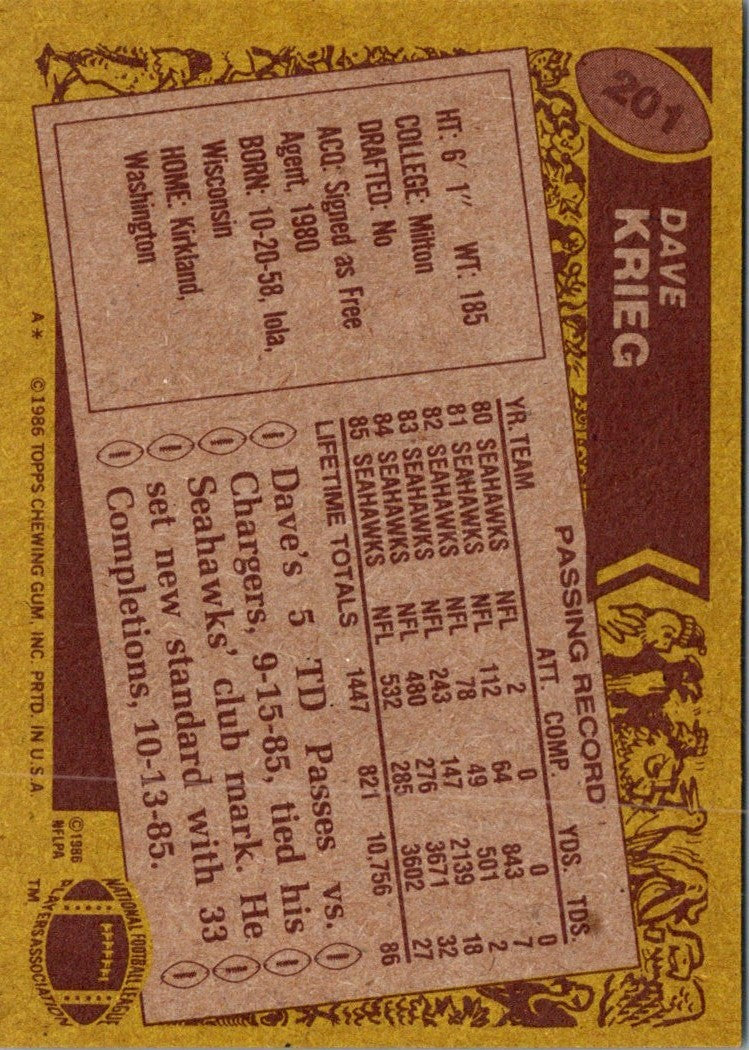 201
DAVE
KRIEG
HT: 6' 1" WT: 185
COLLEGE: Milton
DRAFTED: No
ACQ: Signed as Free
Agent, 1980
BORN: 10-20-58, Iola,
Wisconsin
HOME: Kirkland,
Washington
PASSING RECORD
YR. TEAM ATT. COMP. YDS. TDS.
80 SEAHAWKS NFL 2 0 0 0
81 SEAHAWKS NFL 112 64 843 7
82 SEAHAWKS NFL 78 49 501 2
83 SEAHAWKS NFL 243 147 2139 18
84 SEAHAWKS NFL 480 276 3671 32
85 SEAHAWKS NFL 532 285 3602 27
LIFETIME TOTALS 1447 821 10,756 86
Dave's 5 TD Passes vs.
Chargers, 9-15-85, tied his
Seahawks' club mark. He
set new standard with 33
Completions, 10-13-85.
A* ©1986 TOPPS CHEWING GUM, INC. PRTD. IN U.S.A.
©1986
NFLPA
NATIONAL FOOTBALL LEAGUE
PLAYERS ASSOCIATION
TM